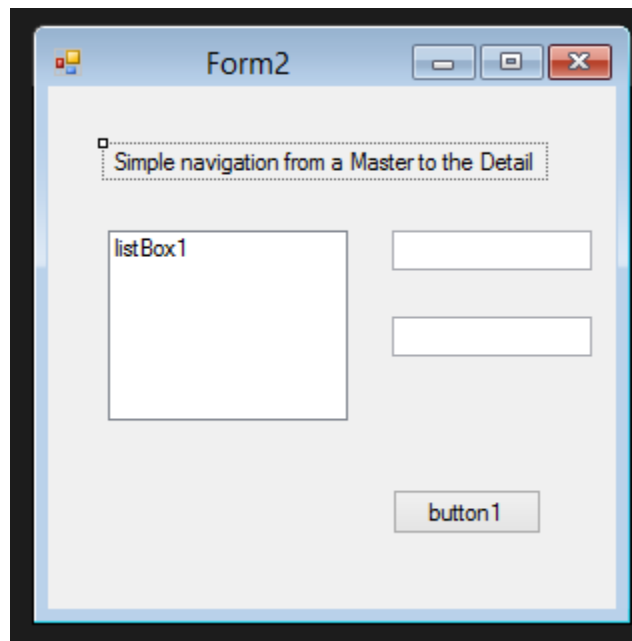 Form2
Simple navigation from a Master to the Detail
listBox1
button1